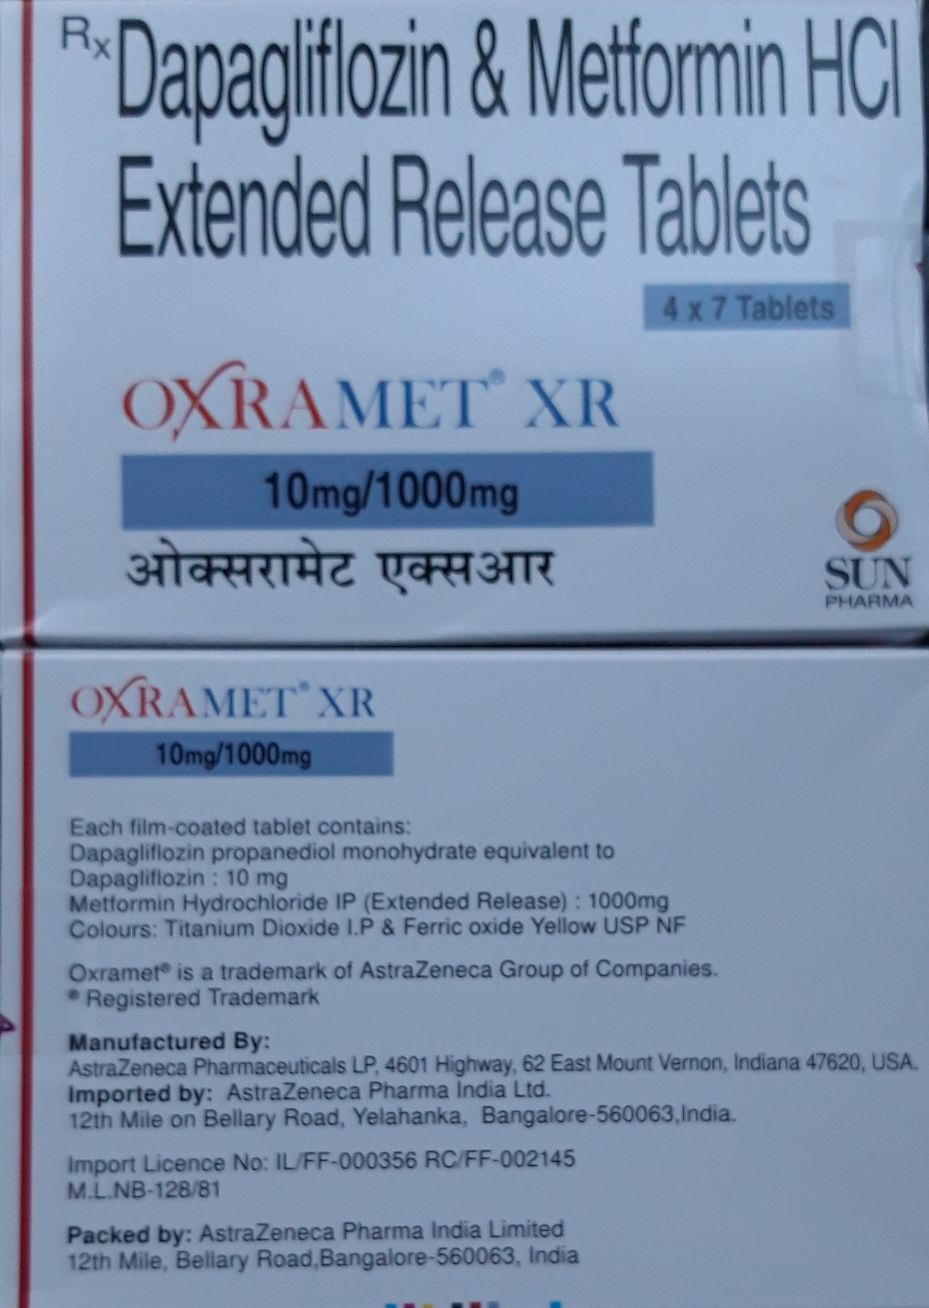 Rx Dapagliflozin & Metformin HCl
Extended Release Tablets
4 x 7 Tablets
OXRAMET® XR
10mg/1000mg
ओक्सरामेट एक्सआर
SUN
PHARMA
OXRAMET® XR
10mg/1000mg
Each film-coated tablet contains:
Dapagliflozin propanediol monohydrate equivalent to
Dapagliflozin : 10 mg
Metformin Hydrochloride IP (Extended Release) : 1000mg
Colours: Titanium Dioxide I.P & Ferric oxide Yellow USP NF
Oxramet® is a trademark of AstraZeneca Group of Companies.
® Registered Trademark
Manufactured By:
AstraZeneca Pharmaceuticals LP, 4601 Highway, 62 East Mount Vernon, Indiana 47620, USA.
Imported by: AstraZeneca Pharma India Ltd.
12th Mile on Bellary Road, Yelahanka, Bangalore-560063,India.
Import Licence No: IL/FF-000356 RC/FF-002145
M.L.NB-128/81
Packed by: AstraZeneca Pharma India Limited
12th Mile, Bellary Road,Bangalore-560063, India